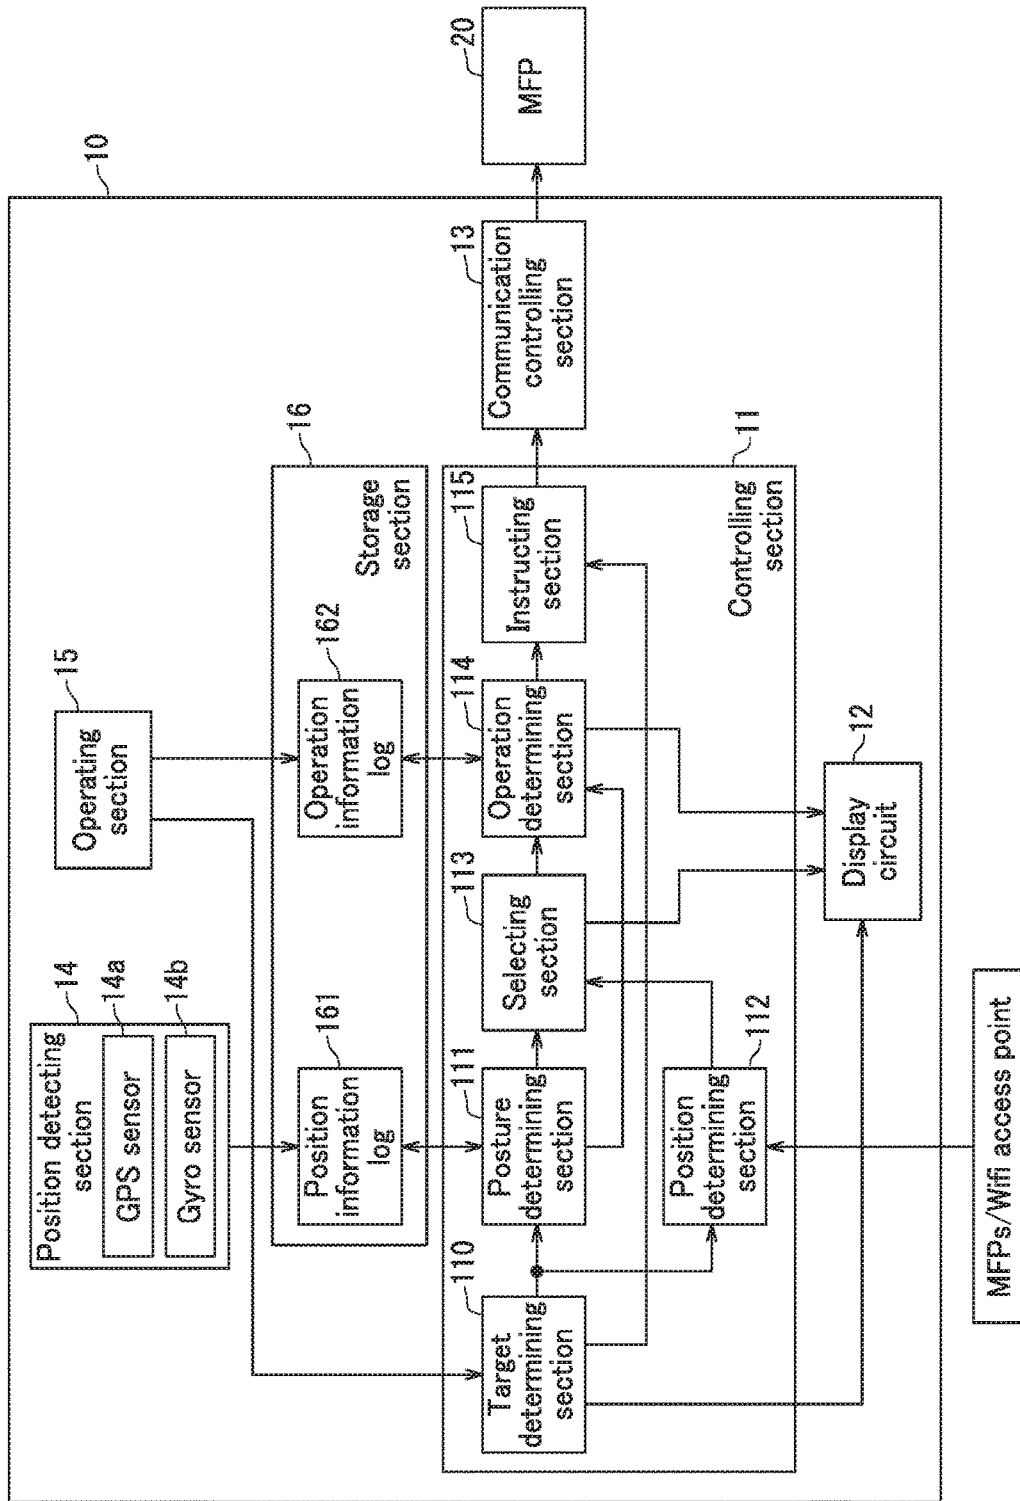 10
Position detecting
section
14
GPS sensor
14a
Gyro sensor
14b
Operating
section
15
Position
information
log
161
Operation
information
log
162
Storage
section
16
Target
determining
section
110
Posture
determining
section
111
Selecting
section
113
Operation
determining
section
114
Instructing
section
115
Communication
controlling
section
13
MFP
20
Position
determining
section
112
Controlling
section
11
Display
circuit
12
MFPs/Wifi access point